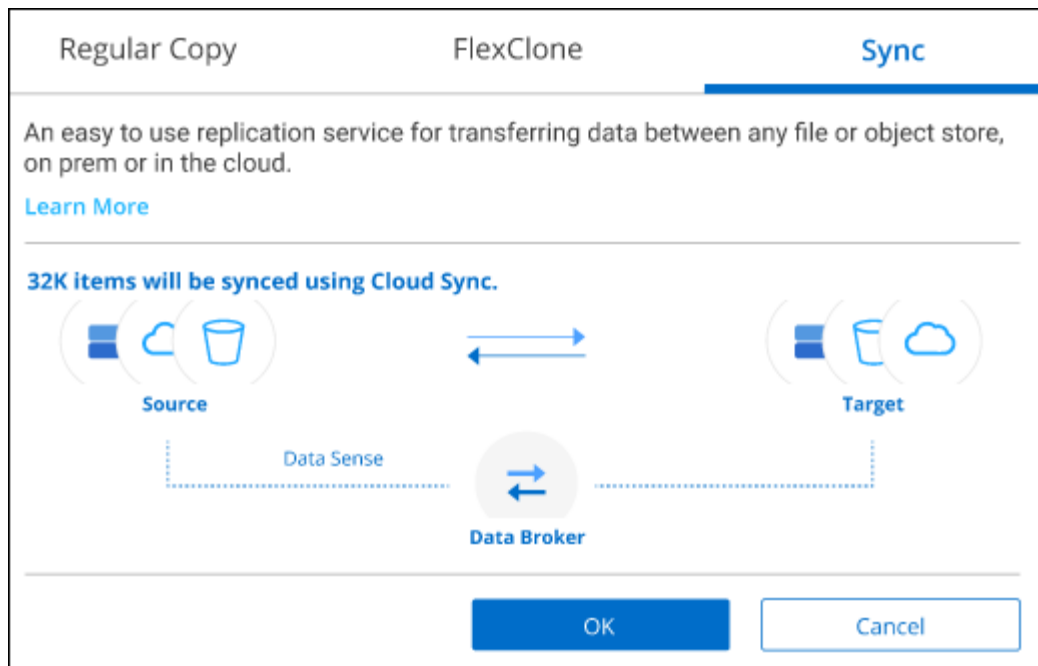 Regular Copy
FlexClone
Sync
An easy to use replication service for transferring data between any file or object store,
on prem or in the cloud.
Learn More
32K items will be synced using Cloud Sync.
Source
Target
Data Sense
Data Broker
OK
Cancel